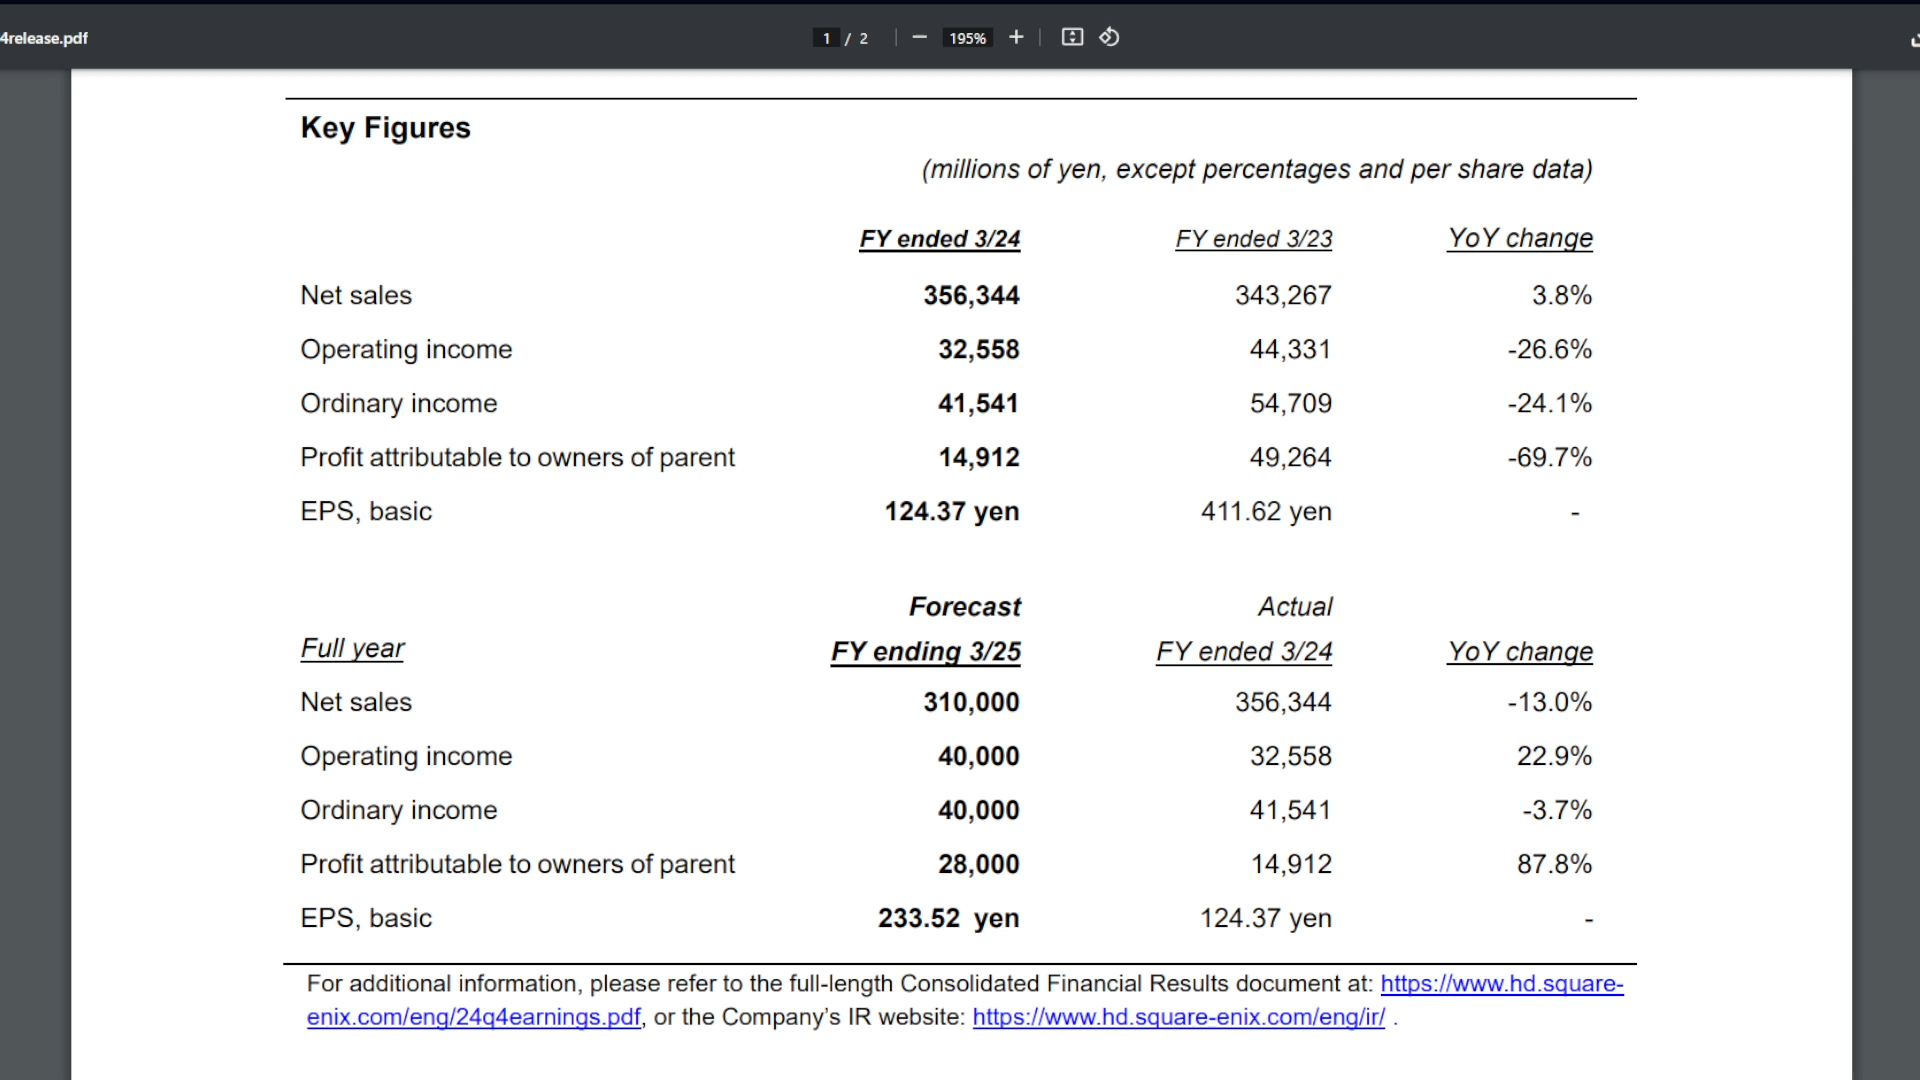 4release.pdf
1 / 2
195%
Key Figures
(millions of yen, except percentages and per share data)
FY ended 3/24 FY ended 3/23 YoY change
Net sales 356,344 343,267 3.8%
Operating income 32,558 44,331 -26.6%
Ordinary income 41,541 54,709 -24.1%
Profit attributable to owners of parent 14,912 49,264 -69.7%
EPS, basic 124.37 yen 411.62 yen -
Forecast Actual
Full year FY ending 3/25 FY ended 3/24 YoY change
Net sales 310,000 356,344 -13.0%
Operating income 40,000 32,558 22.9%
Ordinary income 40,000 41,541 -3.7%
Profit attributable to owners of parent 28,000 14,912 87.8%
EPS, basic 233.52 yen 124.37 yen -
For additional information, please refer to the full-length Consolidated Financial Results document at: https://www.hd.square-
enix.com/eng/24q4earnings.pdf, or the Company’s IR website: https://www.hd.square-enix.com/eng/ir/ .